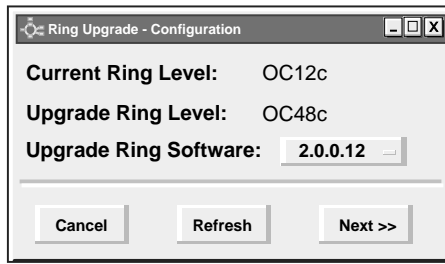 Ring Upgrade - Configuration
Current Ring Level: OC12c
Upgrade Ring Level: OC48c
Upgrade Ring Software: 2.0.0.12
Cancel Refresh Next >>